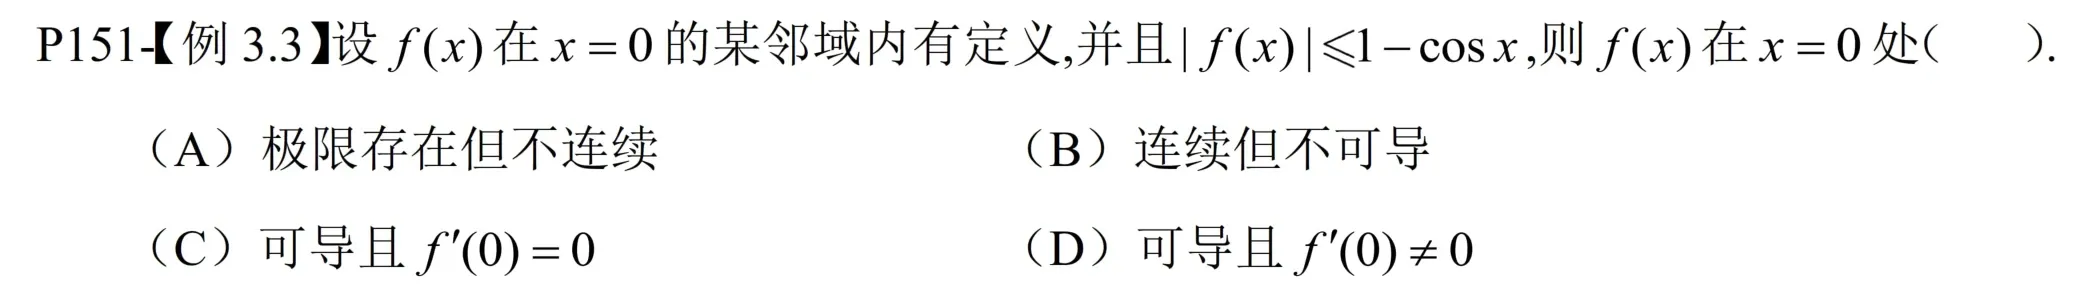 P151-【例 3.3】设 f(x) 在 x = 0 的某邻域内有定义,并且 | f(x) |⩽1 − cos x ,则 f(x) 在 x = 0 处(  ).
（A）极限存在但不连续 （B）连续但不可导
（C）可导且 f′(0) = 0 （D）可导且 f′(0) ≠ 0